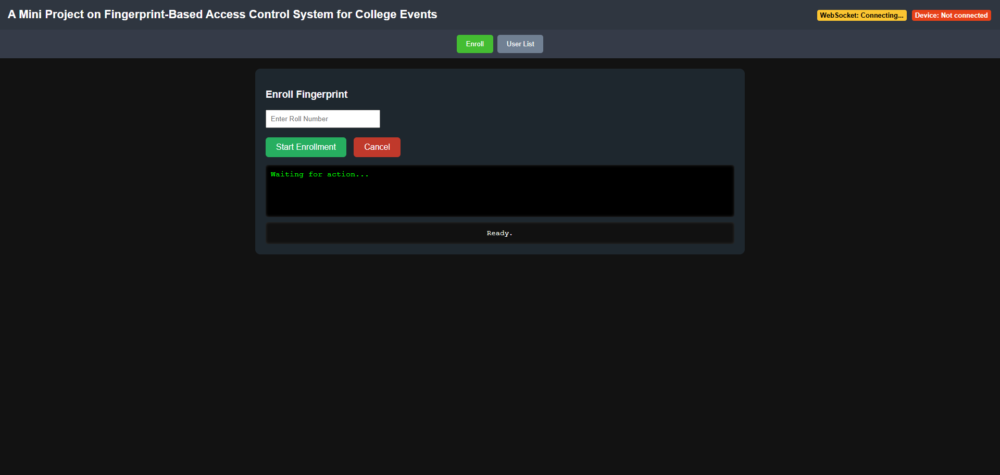 A Mini Project on Fingerprint-Based Access Control System for College Events
WebSocket: Connecting...
Device: Not connected
Enroll
User List
Enroll Fingerprint
Enter Roll Number
Start Enrollment
Cancel
Waiting for action...
Ready.